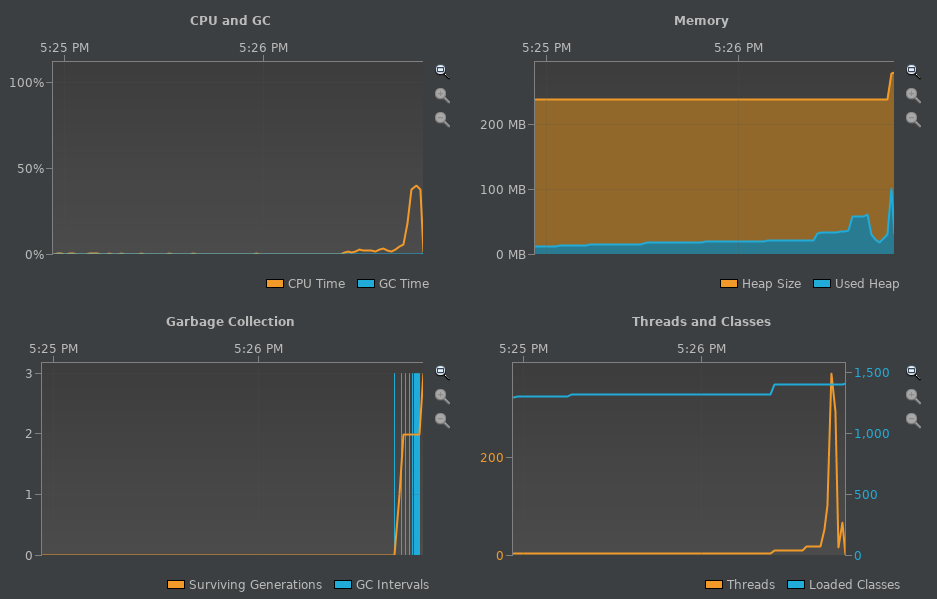 CPU and GC
5:25 PM 5:26 PM
100%
50%
0%
CPU Time GC Time
Memory
5:25 PM 5:26 PM
200 MB
100 MB
0 MB
Heap Size Used Heap
Garbage Collection
5:25 PM 5:26 PM
3
2
1
0
Surviving Generations GC Intervals
Threads and Classes
5:25 PM 5:26 PM
1,500
1,000
200
500
0 0
Threads Loaded Classes